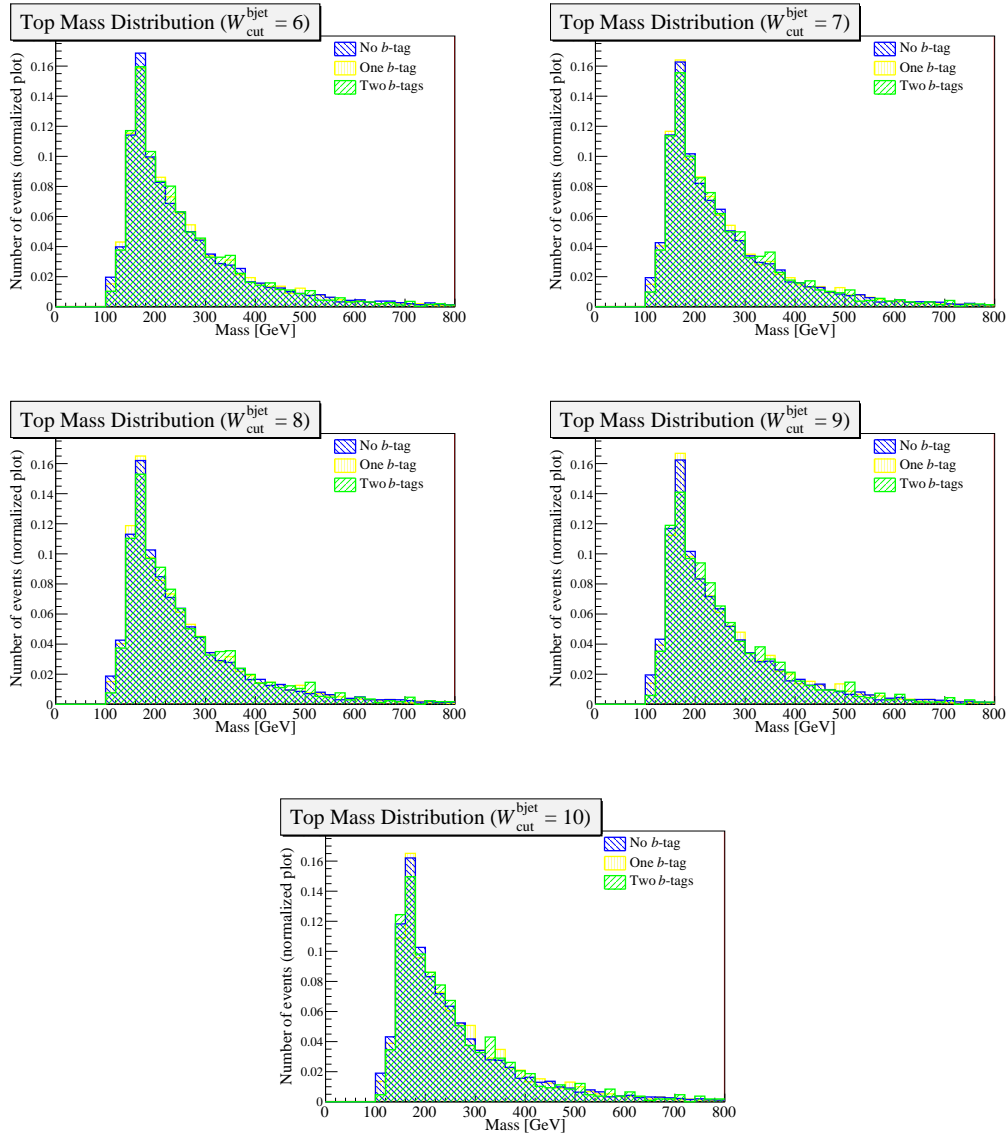 Top Mass Distribution (W_cut^bjet = 6)
Number of events (normalized plot)
0.16
0.14
0.12
0.1
0.08
0.06
0.04
0.02
0
No b-tag
One b-tag
Two b-tags
0 100 200 300 400 500 600 700 800
Mass [GeV]
Top Mass Distribution (W_cut^bjet = 7)
Number of events (normalized plot)
0.16
0.14
0.12
0.1
0.08
0.06
0.04
0.02
0
No b-tag
One b-tag
Two b-tags
0 100 200 300 400 500 600 700 800
Mass [GeV]
Top Mass Distribution (W_cut^bjet = 8)
Number of events (normalized plot)
0.16
0.14
0.12
0.1
0.08
0.06
0.04
0.02
0
No b-tag
One b-tag
Two b-tags
0 100 200 300 400 500 600 700 800
Mass [GeV]
Top Mass Distribution (W_cut^bjet = 9)
Number of events (normalized plot)
0.16
0.14
0.12
0.1
0.08
0.06
0.04
0.02
0
No b-tag
One b-tag
Two b-tags
0 100 200 300 400 500 600 700 800
Mass [GeV]
Top Mass Distribution (W_cut^bjet = 10)
Number of events (normalized plot)
0.16
0.14
0.12
0.1
0.08
0.06
0.04
0.02
0
No b-tag
One b-tag
Two b-tags
0 100 200 300 400 500 600 700 800
Mass [GeV]